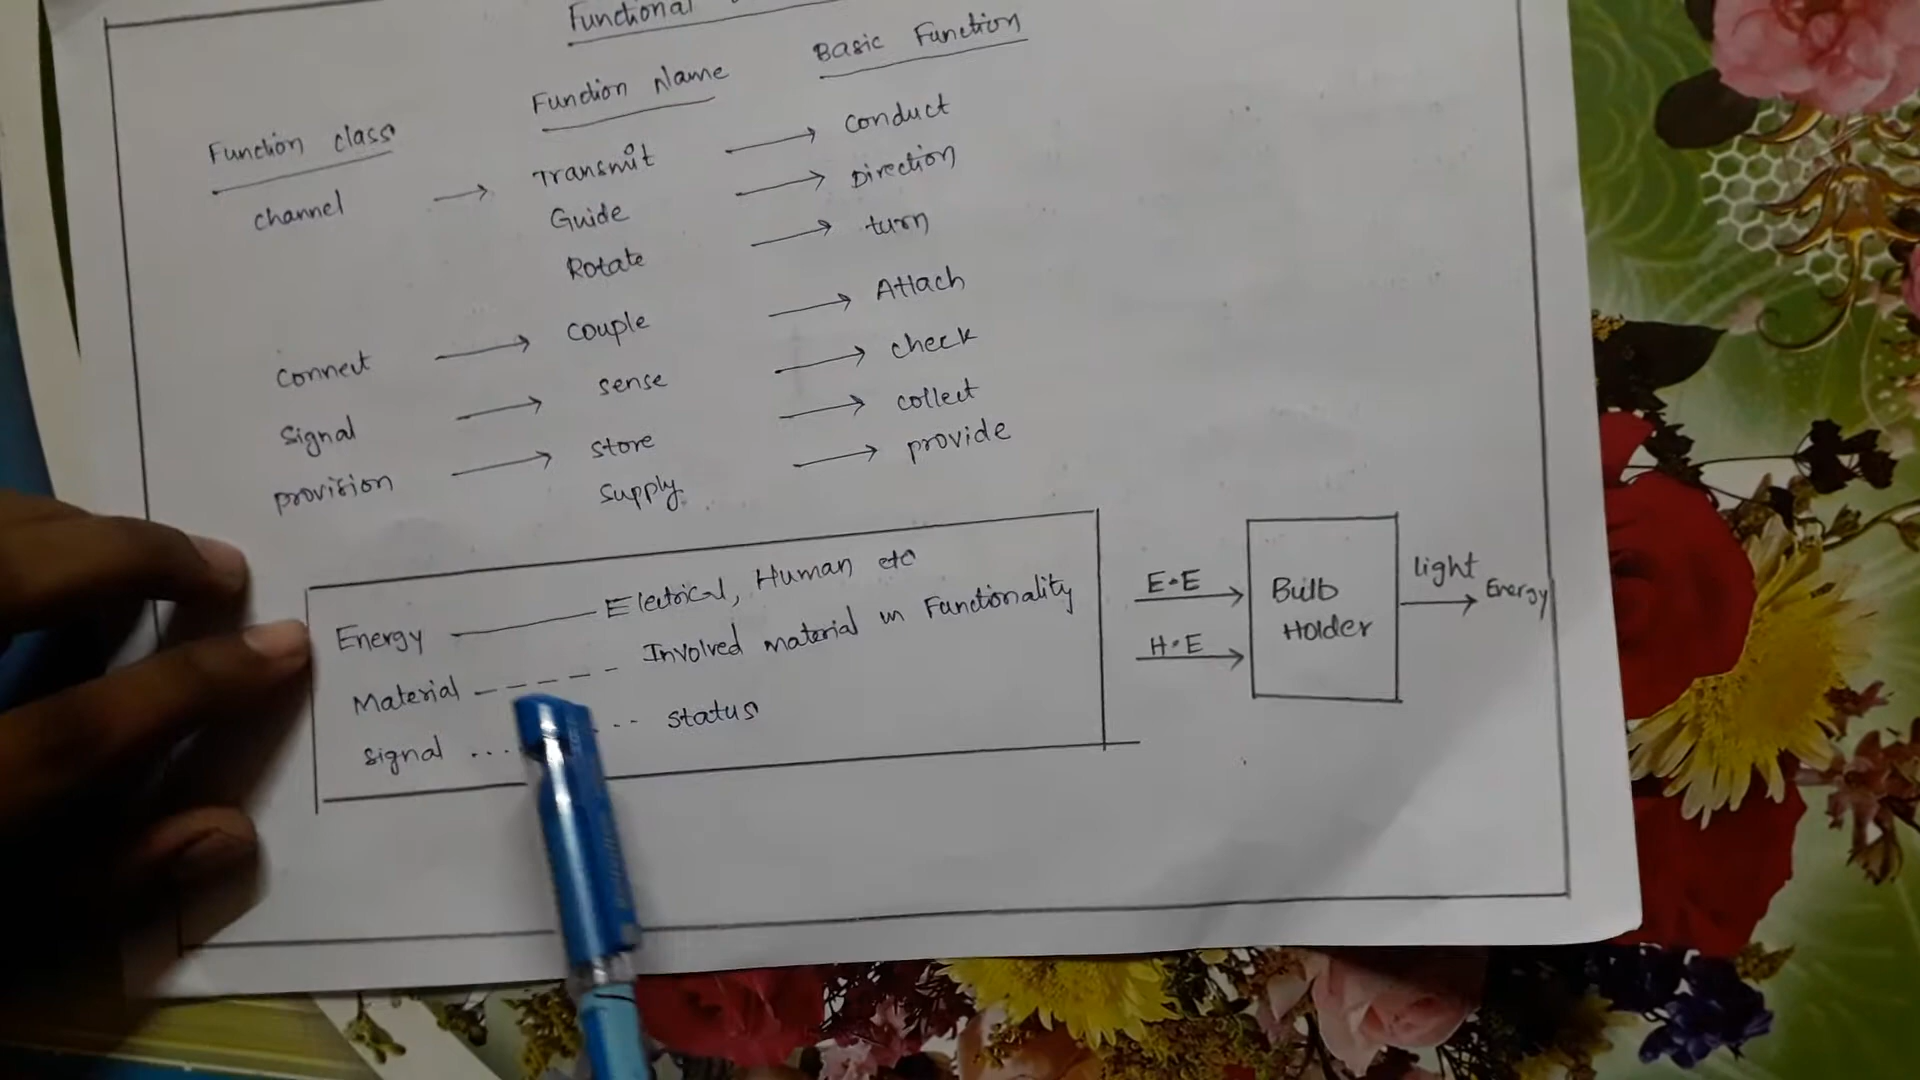 Functional
Function class Function Name Basic Function
channel → Transmit → conduct
Guide → Direction
Rotate → turn
connect → couple → Attach
signal → sense → check
provision → store → collect
supply → provide
Energy —— Electrical, Human etc
Material - - - - - Involved material in Functionality
signal ... .. status
E.E
H.E
Bulb
Holder
light
Energy